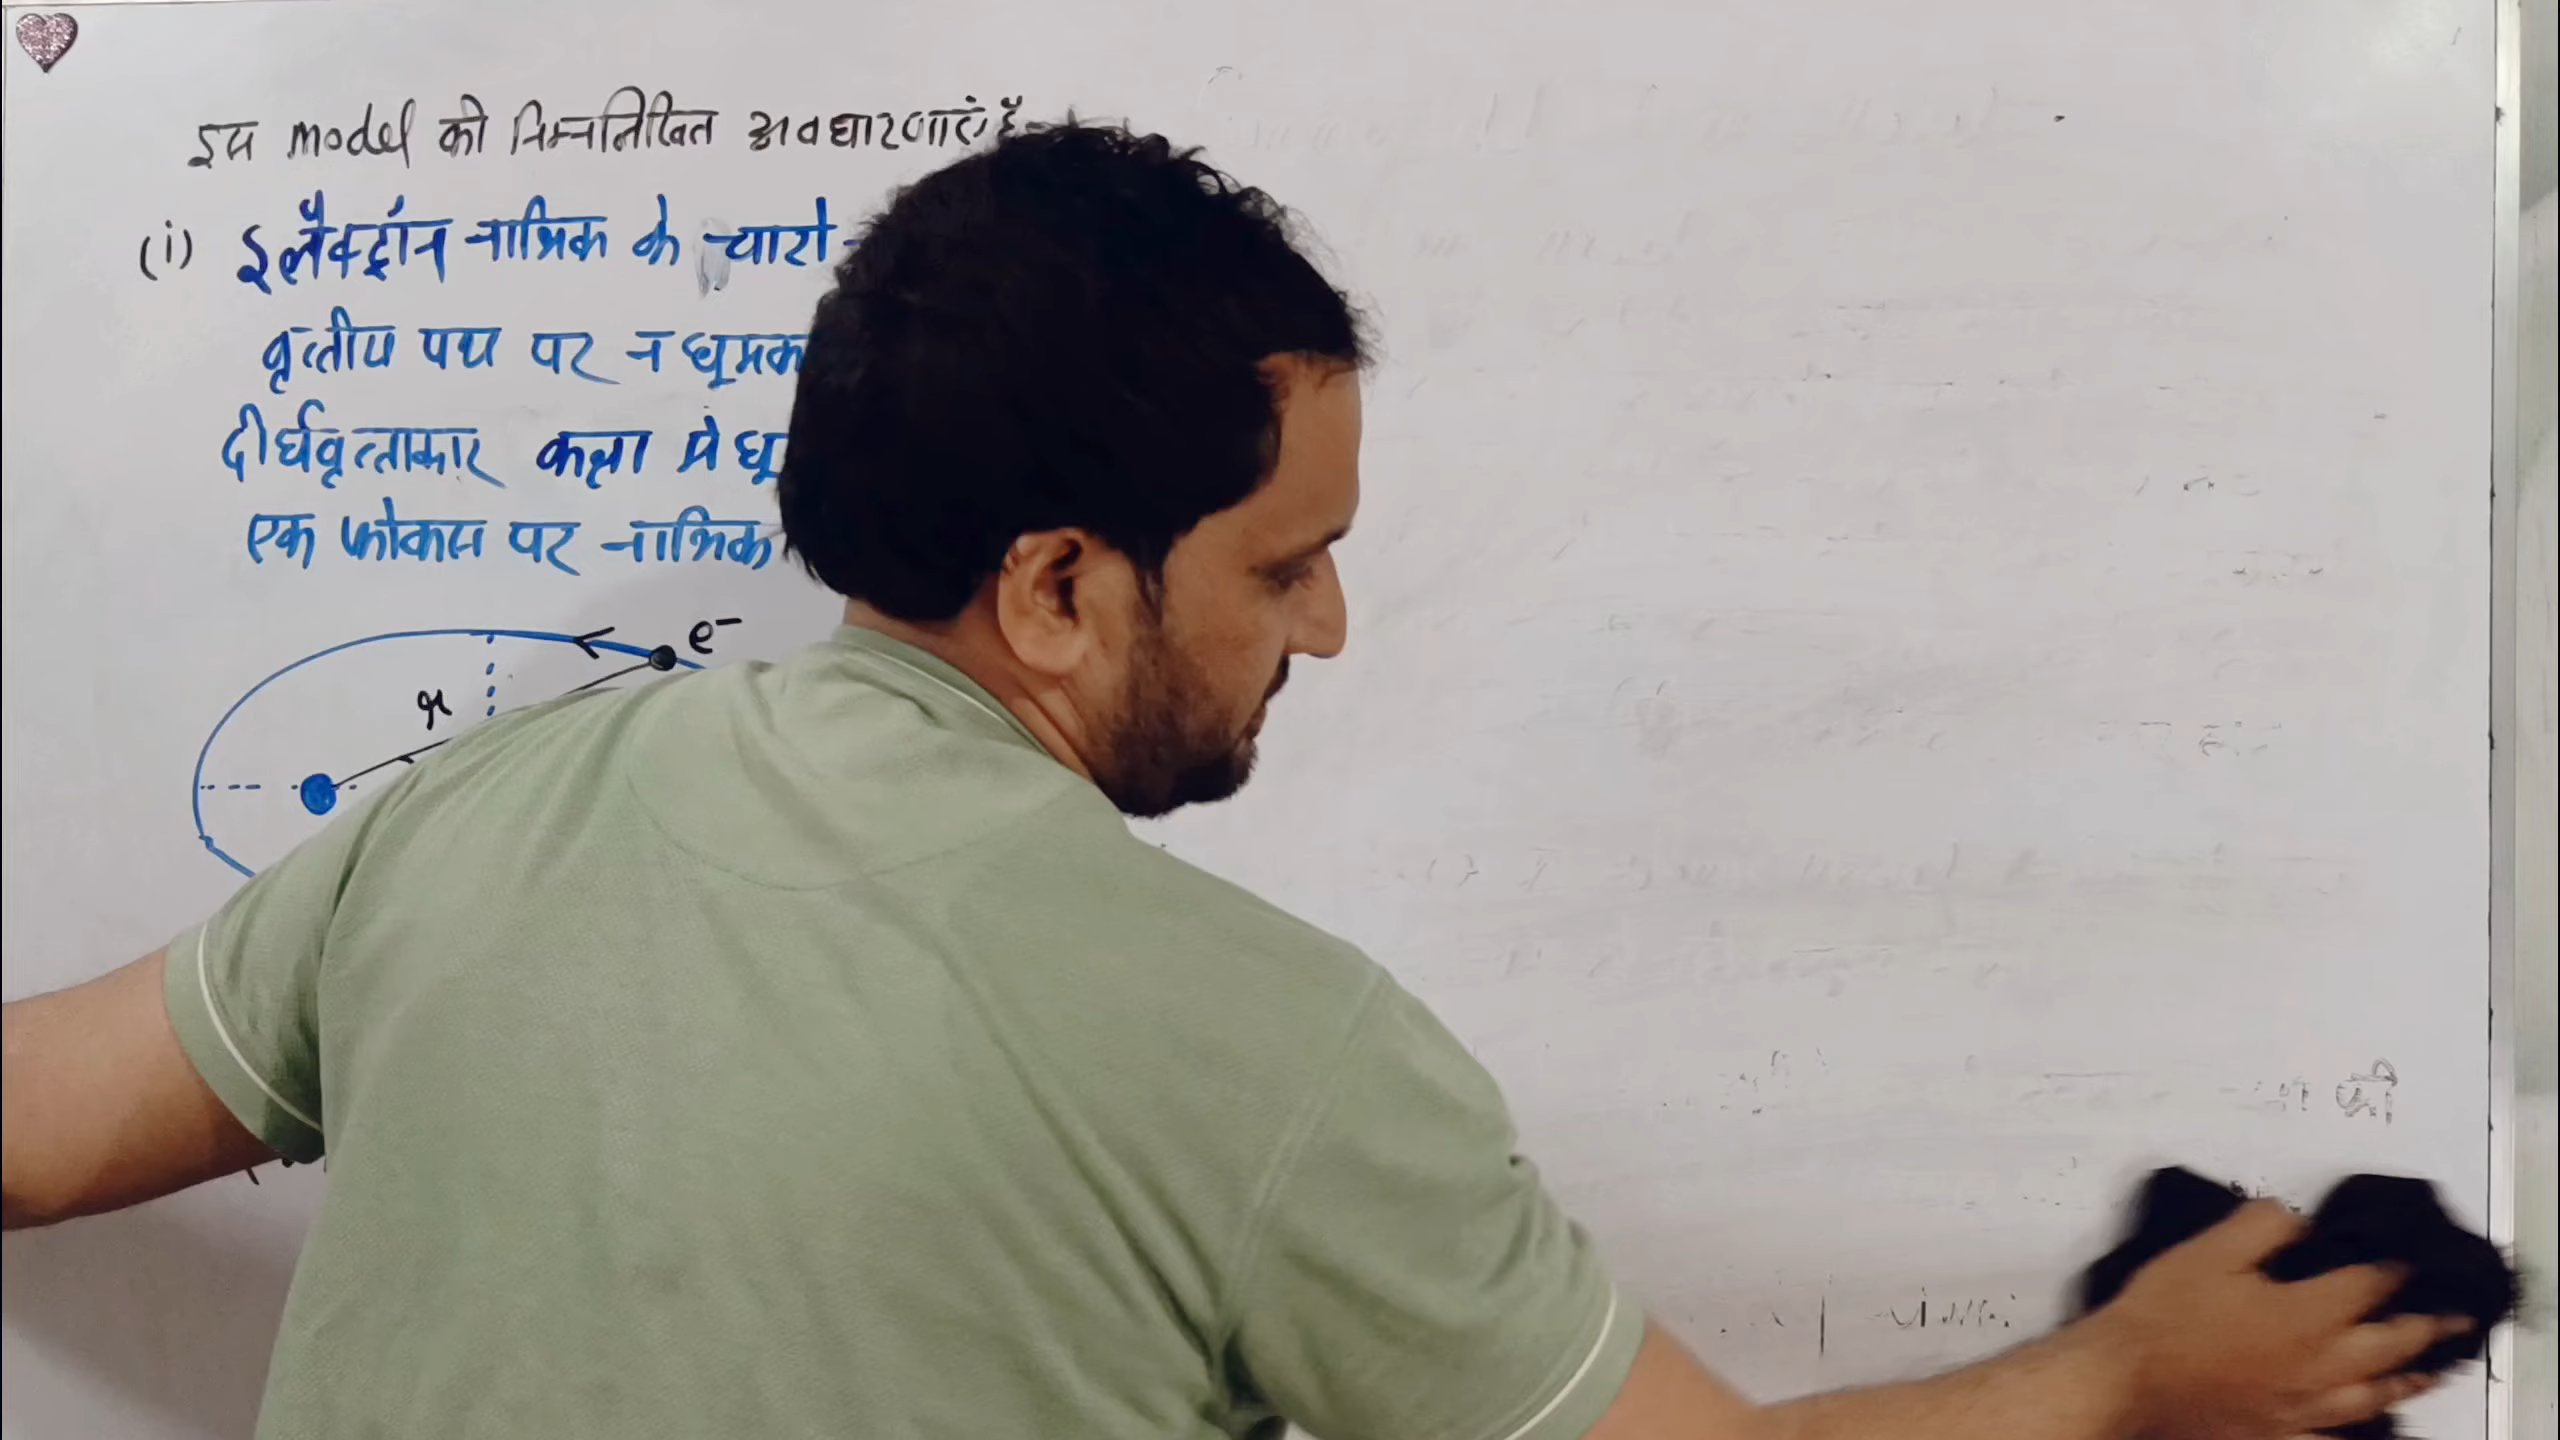 इस model की निम्नलिखित अवधारणाएं हैं-
(i) इलैक्ट्रॉन नाभिक के चारो
वृत्तीय पथ पर न घूमक
दीर्घवृत्ताकार कक्षा मे घू
एक फोकस पर नाभिक
e⁻
r
की